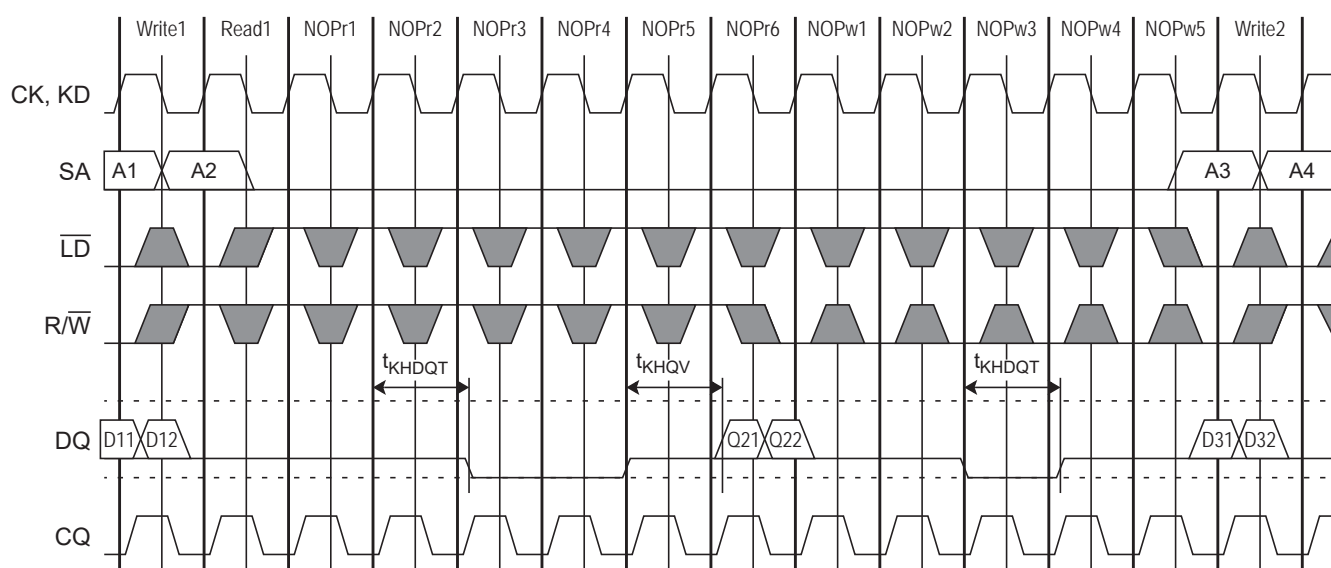 Write1 Read1 NOPr1 NOPr2 NOPr3 NOPr4 NOPr5 NOPr6 NOPw1 NOPw2 NOPw3 NOPw4 NOPw5 Write2
CK, KD
SA A1 A2 A3 A4
LD
R/W
tKHDQT tKHQV tKHDQT
DQ D11 D12 Q21 Q22 D31 D32
CQ